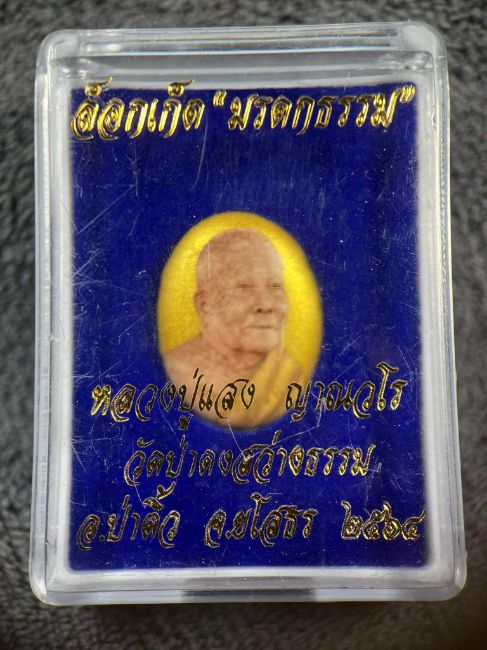 ล๊อกเก็ต "มรดกธรรม"
หลวงปู่แสง ญาณวโร
วัดป่าดงสว่างธรรม
อ.ป่าติ้ว จ.ยโสธร ๒๕๖๔